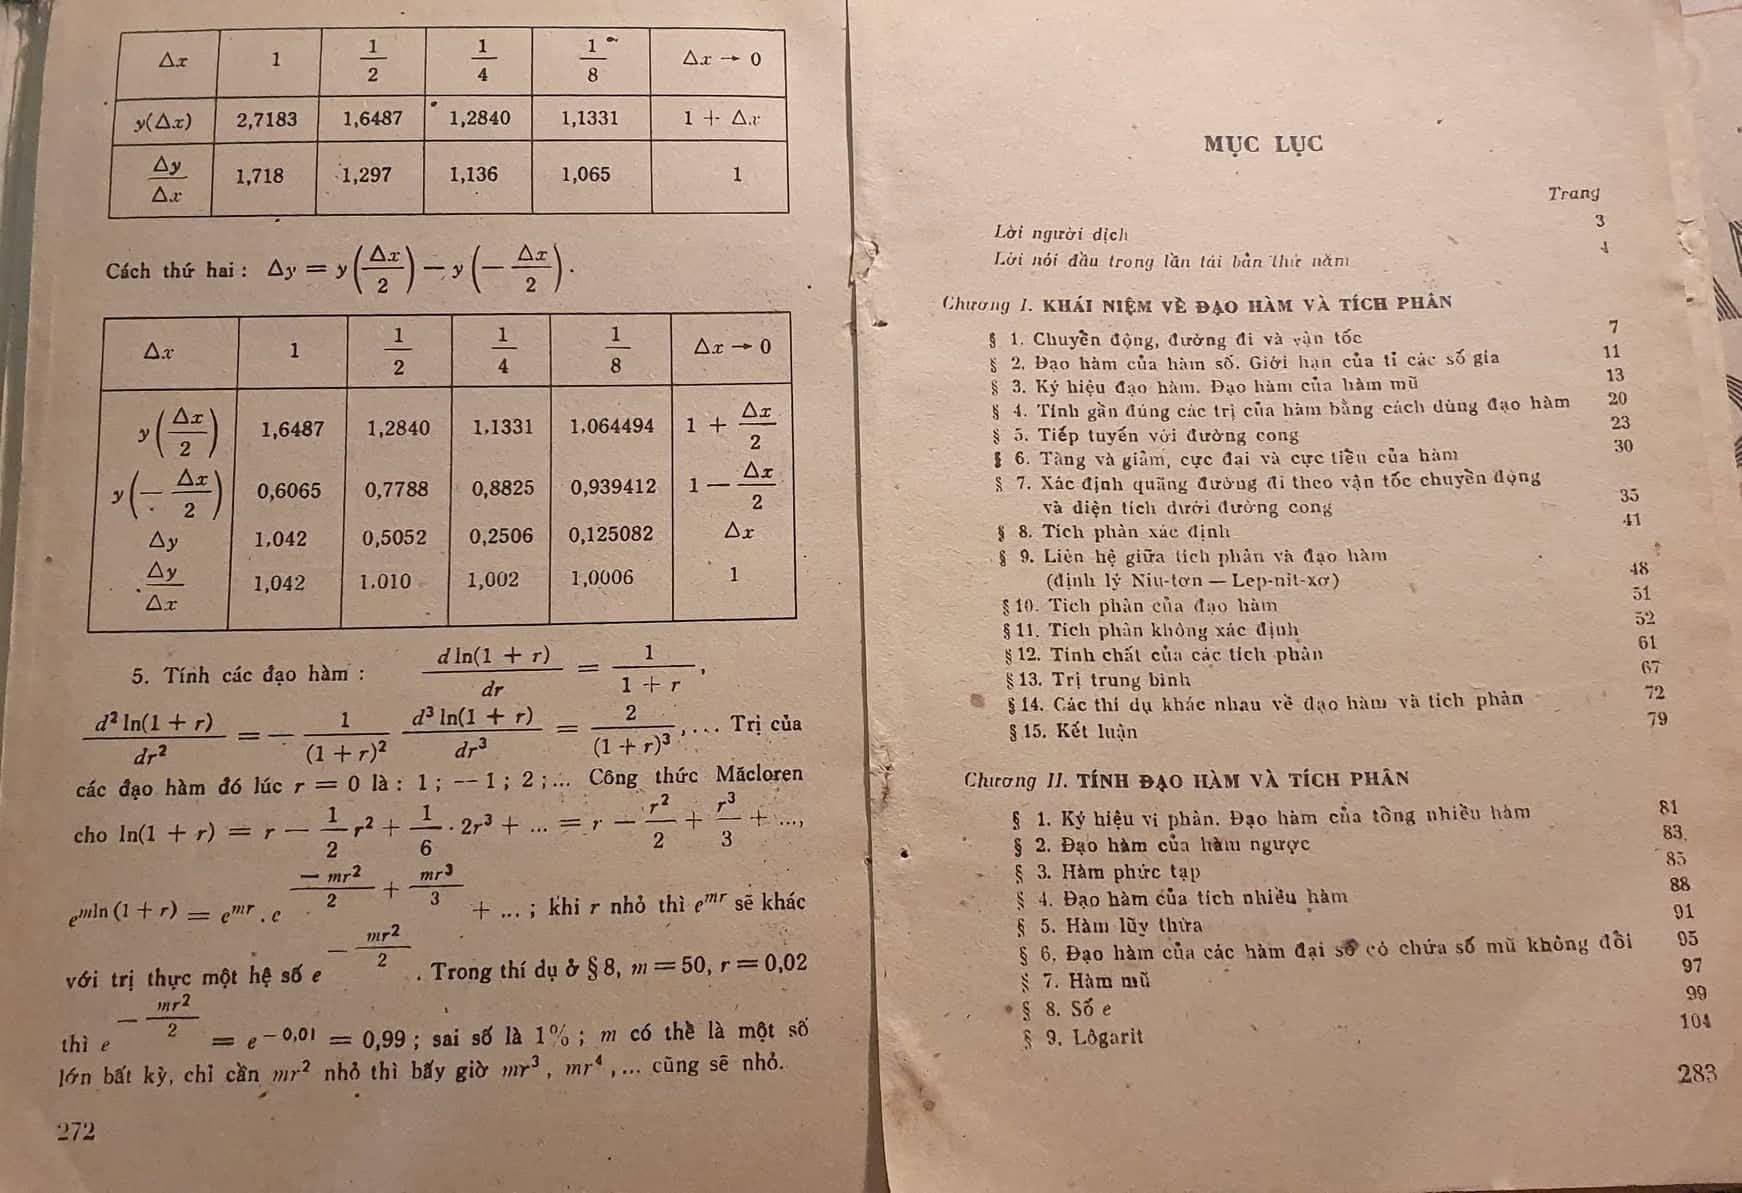 Δx 1 1/2 1/4 1/8 Δx → 0
y(Δx) 2,7183 1,6487 1,2840 1,1331 1 + Δx
Δy/Δx 1,718 1,297 1,136 1,065 1
Cách thứ hai : Δy = y(Δx/2) − y(− Δx/2).
Δx 1 1/2 1/4 1/8 Δx → 0
y(Δx/2) 1,6487 1,2840 1,1331 1,064494 1 + Δx/2
y(− Δx/2) 0,6065 0,7788 0,8825 0,939412 1 − Δx/2
Δy 1,042 0,5052 0,2506 0,125082 Δx
Δy/Δx 1,042 1.010 1,002 1,0006 1
5. Tính các đạo hàm : d ln(1 + r)/dr = 1/(1 + r),
d² ln(1 + r)/dr² = − 1/(1 + r)² d³ ln(1 + r)/dr³ = 2/(1 + r)³ ,... Trị của
các đạo hàm đó lúc r = 0 là : 1 ; −1 ; 2 ;... Công thức Măcloren
cho ln(1 + r) = r − 1/2 r² + 1/6 . 2r³ + ... = r − r²/2 + r³/3 + ...,
e^{mln(1 + r)} = e^{mr} . e^{−mr²/2 + mr³/3 + ...} ; khi r nhỏ thì e^{mr} sẽ khác
với trị thực một hệ số e^{− mr²/2} . Trong thí dụ ở § 8, m = 50, r = 0,02
thì e^{− mr²/2} = e^{−0,01} = 0,99 ; sai số là 1% ; m có thể là một số
lớn bất kỳ, chỉ cần mr² nhỏ thì bấy giờ mr³ , mr⁴ ,... cũng sẽ nhỏ.
272
MỤC LỤC
Trang
Lời người dịch 3
Lời nói đầu trong lần tái bản thứ năm 4
Chương I. KHÁI NIỆM VỀ ĐẠO HÀM VÀ TÍCH PHÂN
§ 1. Chuyển động, đường đi và vận tốc 7
§ 2. Đạo hàm của hàm số. Giới hạn của tỉ các số gia 11
§ 3. Ký hiệu đạo hàm. Đạo hàm của hàm mũ 13
§ 4. Tính gần đúng các trị của hàm bằng cách dùng đạo hàm 20
§ 5. Tiếp tuyến với đường cong 23
§ 6. Tăng và giảm, cực đại và cực tiểu của hàm 30
§ 7. Xác định quãng đường đi theo vận tốc chuyển động
và diện tích dưới đường cong 35
§ 8. Tích phân xác định 41
§ 9. Liên hệ giữa tích phân và đạo hàm
(định lý Niu-tơn — Lep-nit-xơ) 48
§ 10. Tích phân của đạo hàm 51
§ 11. Tích phân không xác định 52
§ 12. Tính chất của các tích phân 61
§ 13. Trị trung bình 67
§ 14. Các thí dụ khác nhau về đạo hàm và tích phân 72
§ 15. Kết luận 79
Chương II. TÍNH ĐẠO HÀM VÀ TÍCH PHÂN
§ 1. Ký hiệu vi phân. Đạo hàm của tổng nhiều hàm 81
§ 2. Đạo hàm của hàm ngược 83
§ 3. Hàm phức tạp 85
§ 4. Đạo hàm của tích nhiều hàm 88
§ 5. Hàm lũy thừa 91
§ 6. Đạo hàm của các hàm đại số có chứa số mũ không đổi 95
§ 7. Hàm mũ 97
§ 8. Số e 99
§ 9. Lôgarit 104
283